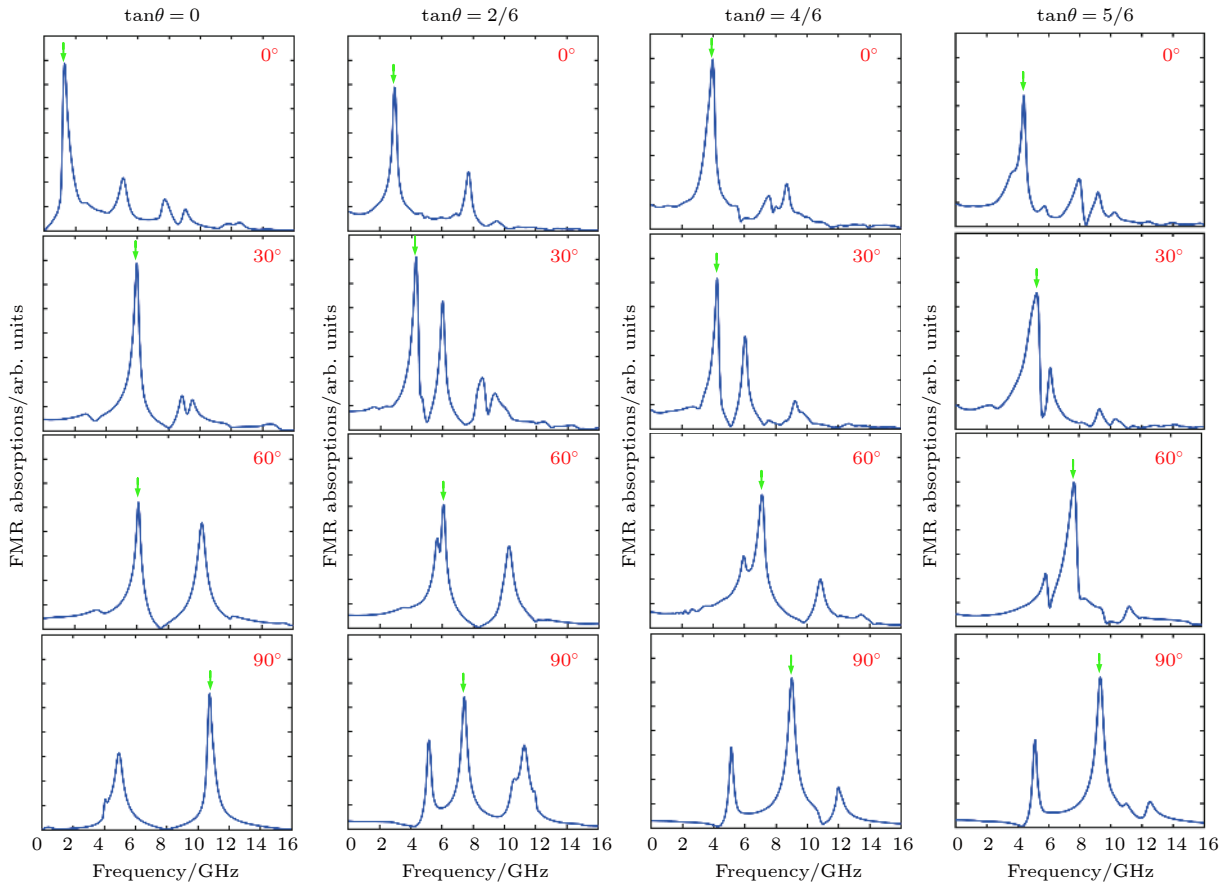 tanθ = 0
tanθ = 2/6
tanθ = 4/6
tanθ = 5/6
0°
0°
0°
0°
30°
30°
30°
30°
60°
60°
60°
60°
90°
90°
90°
90°
FMR absorptions/arb. units
FMR absorptions/arb. units
FMR absorptions/arb. units
FMR absorptions/arb. units
0 2 4 6 8 10 12 14 16
0 2 4 6 8 10 12 14 16
0 2 4 6 8 10 12 14 16
0 2 4 6 8 10 12 14 16
Frequency/GHz
Frequency/GHz
Frequency/GHz
Frequency/GHz